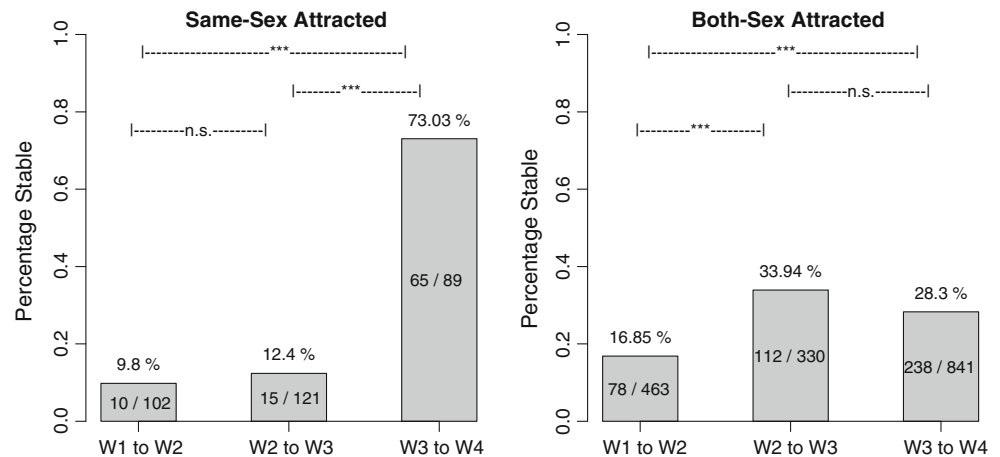 Same-Sex Attracted
Percentage Stable
0.0
0.2
0.4
0.6
0.8
1.0
|----------------------***------------------------|
|--------***----------|
|---------n.s.----------|
9.8 %
12.4 %
73.03 %
10 / 102
15 / 121
65 / 89
W1 to W2
W2 to W3
W3 to W4
Both-Sex Attracted
Percentage Stable
0.0
0.2
0.4
0.6
0.8
1.0
|----------------------***---------------------|
|----------n.s.---------|
|---------***---------|
16.85 %
33.94 %
28.3 %
78 / 463
112 / 330
238 / 841
W1 to W2
W2 to W3
W3 to W4